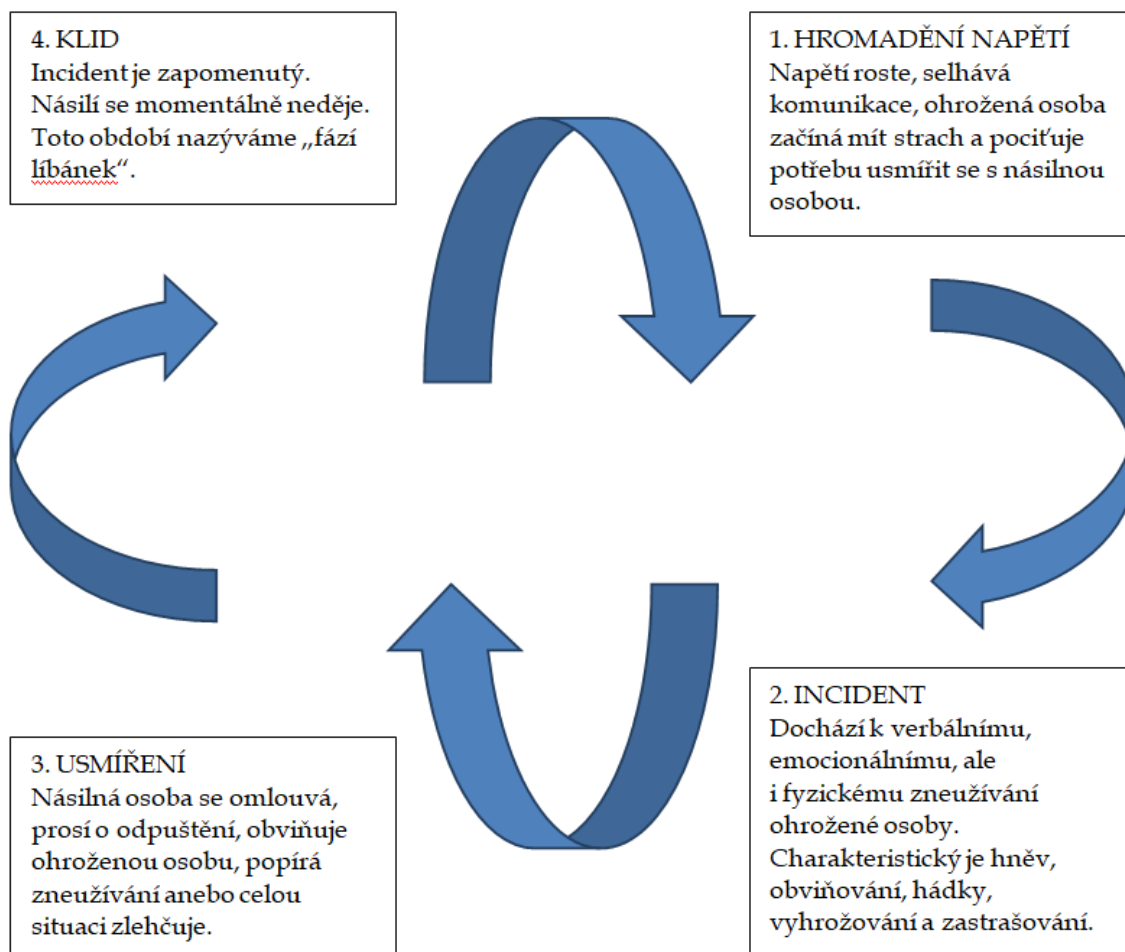 4. KLID
Incident je zapomenutý.
Násilí se momentálně neděje.
Toto období nazýváme „fází
líbánek“.
1. HROMADĚNÍ NAPĚTÍ
Napětí roste, selhává
komunikace, ohrožená osoba
začíná mít strach a pociťuje
potřebu usmířit se s násilnou
osobou.
2. INCIDENT
Dochází k verbálnímu,
emocionálnímu, ale
i fyzickému zneužívání
ohrožené osoby.
Charakteristický je hněv,
obviňování, hádky,
vyhrožování a zastrašování.
3. USMÍŘENÍ
Násilná osoba se omlouvá,
prosí o odpuštění, obviňuje
ohroženou osobu, popírá
zneužívání anebo celou
situaci zlehčuje.